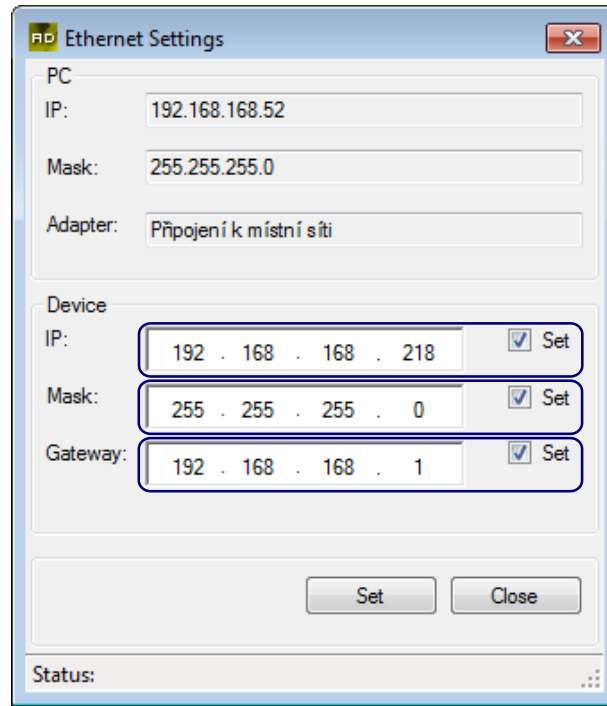 AD Ethernet Settings
PC
IP: 192.168.168.52
Mask: 255.255.255.0
Adapter: Připojení k místní síti
Device
IP: 192 . 168 . 168 . 218 Set
Mask: 255 . 255 . 255 . 0 Set
Gateway: 192 . 168 . 168 . 1 Set
Set Close
Status: